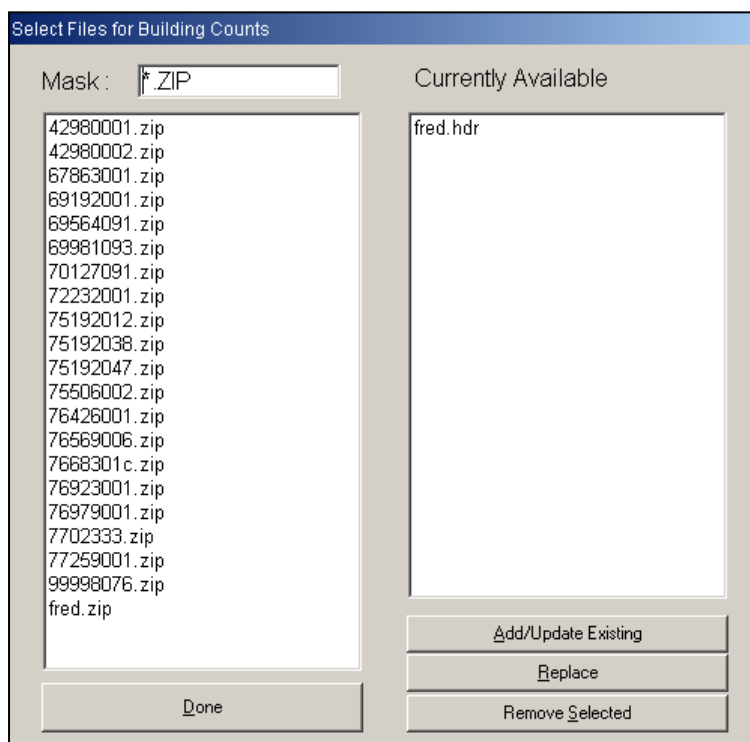 Select Files for Building Counts
Mask :
*.ZIP
42980001.zip
42980002.zip
67863001.zip
69192001.zip
69564091.zip
69981093.zip
70127091.zip
72232001.zip
75192012.zip
75192038.zip
75192047.zip
75506002.zip
76426001.zip
76569006.zip
7668301c.zip
76923001.zip
76979001.zip
7702333.zip
77259001.zip
99998076.zip
fred.zip
Done
Currently Available
fred.hdr
Add/Update Existing
Replace
Remove Selected